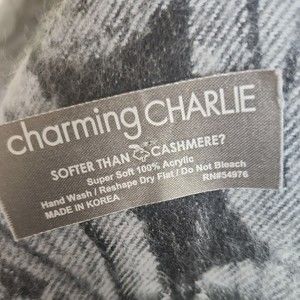 charming CHARLIE
SOFTER THAN CASHMERE?
Super Soft 100% Acrylic
Hand Wash / Reshape Dry Flat / Do Not Bleach
MADE IN KOREA
RN#54976